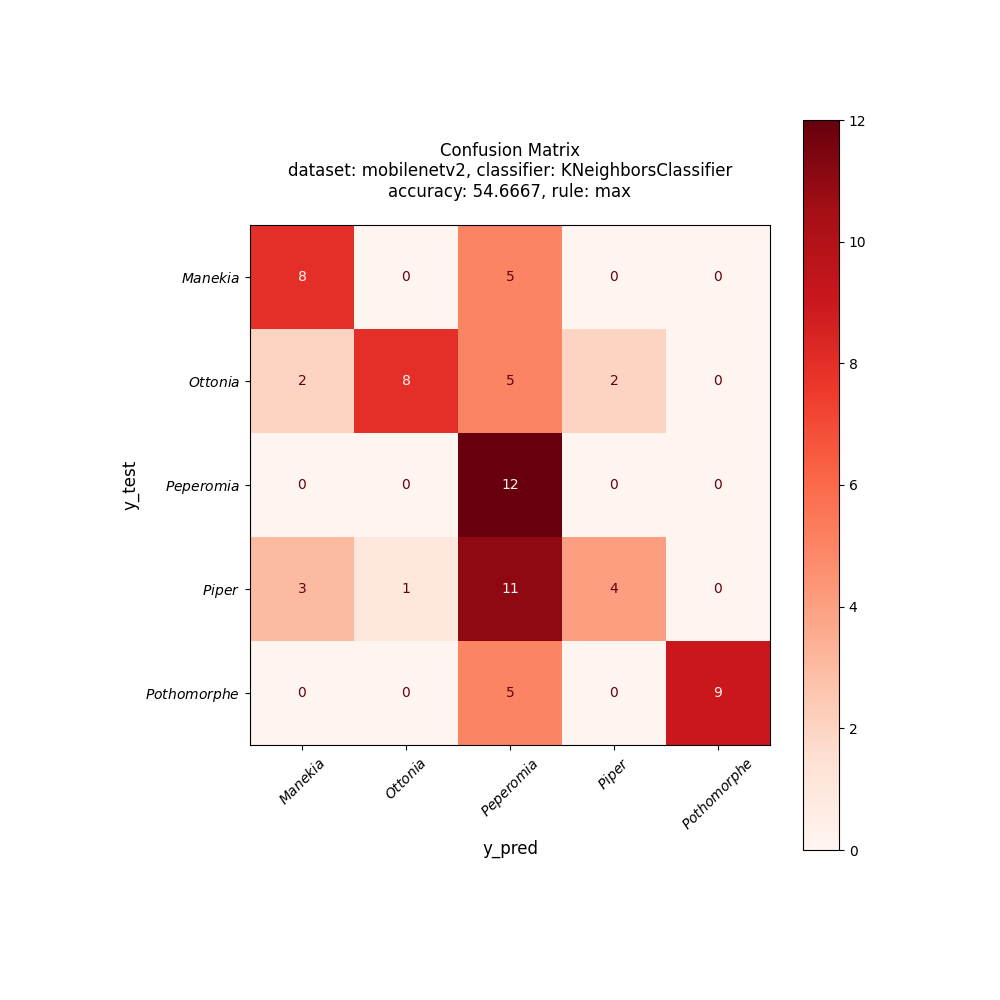 Confusion Matrix
dataset: mobilenetv2, classifier: KNeighborsClassifier
accuracy: 54.6667, rule: max
y_test
Manekia 8 0 5 0 0
Ottonia 2 8 5 2 0
Peperomia 0 0 12 0 0
Piper 3 1 11 4 0
Pothomorphe 0 0 5 0 9
Manekia Ottonia Peperomia Piper Pothomorphe
y_pred
12
10
8
6
4
2
0